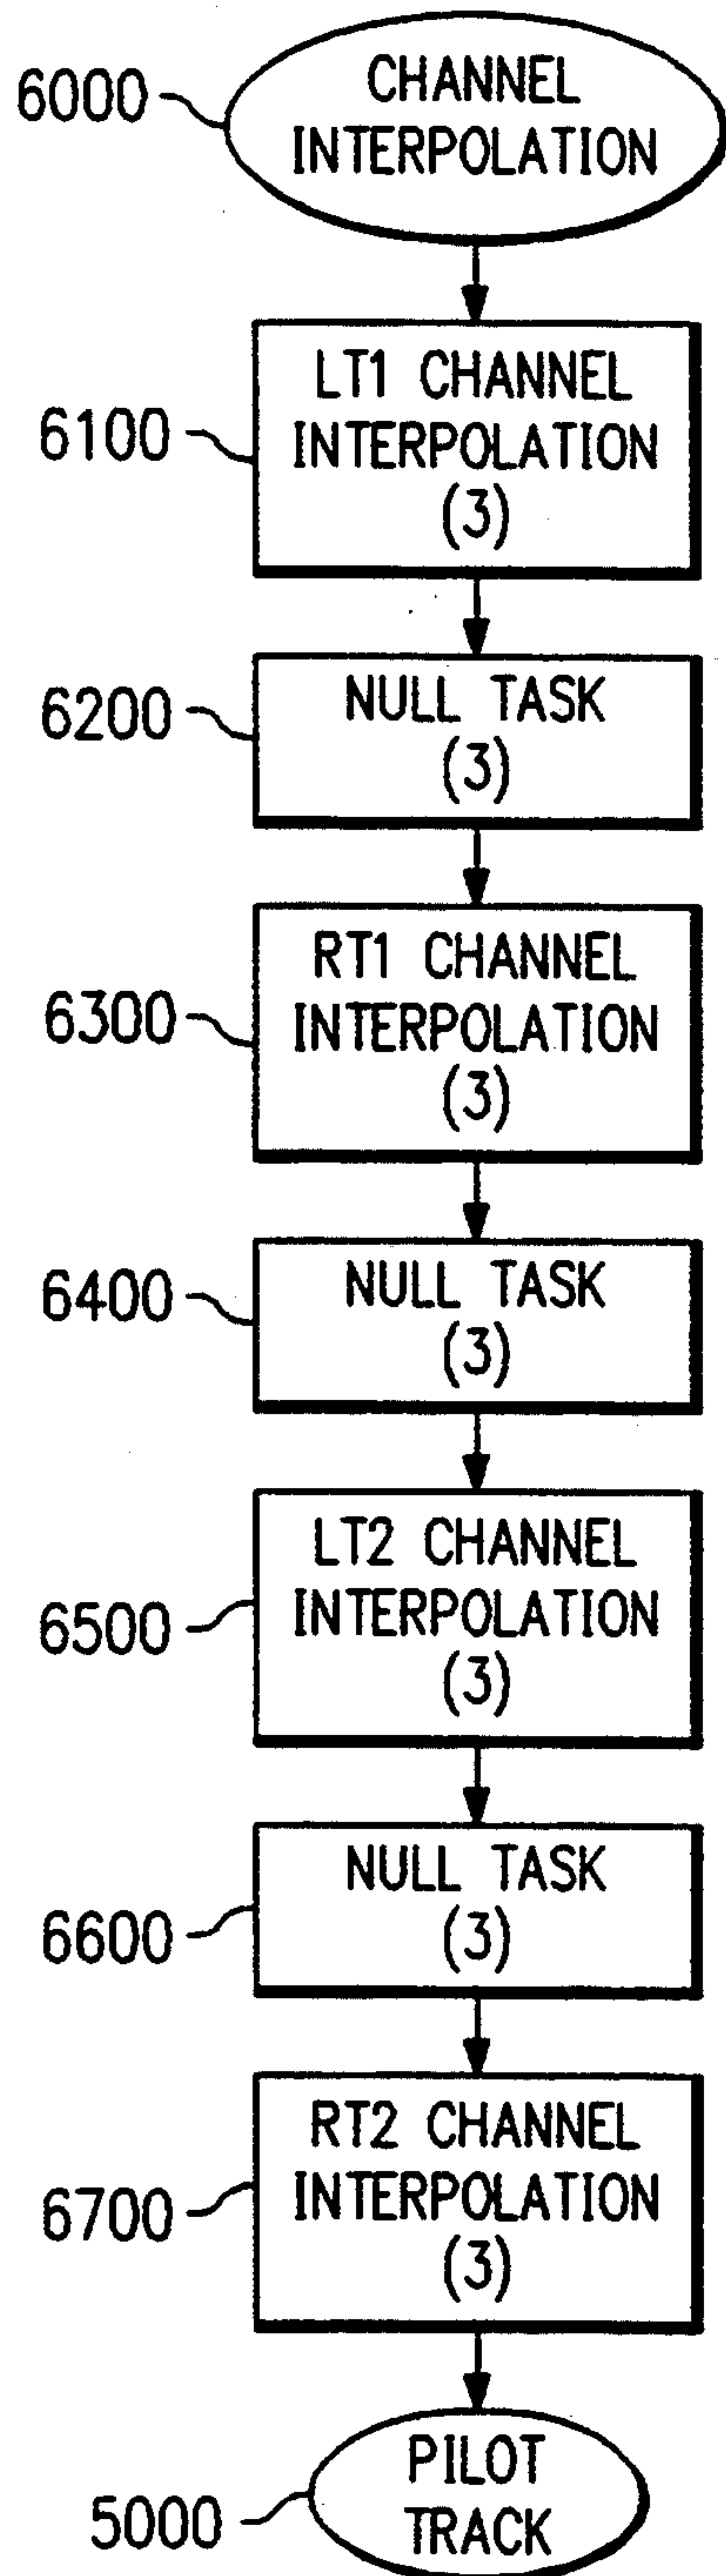 6000
CHANNEL
INTERPOLATION
6100
LT1 CHANNEL
INTERPOLATION
(3)
6200
NULL TASK
(3)
6300
RT1 CHANNEL
INTERPOLATION
(3)
6400
NULL TASK
(3)
6500
LT2 CHANNEL
INTERPOLATION
(3)
6600
NULL TASK
(3)
6700
RT2 CHANNEL
INTERPOLATION
(3)
5000
PILOT
TRACK